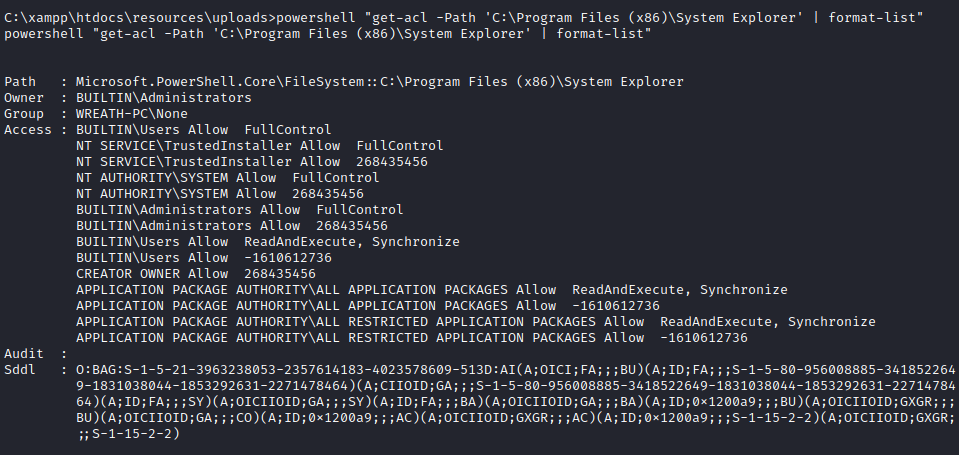 C:\xampp\htdocs\resources\uploads>powershell "get-acl -Path 'C:\Program Files (x86)\System Explorer' | format-list"
powershell "get-acl -Path 'C:\Program Files (x86)\System Explorer' | format-list"
Path   : Microsoft.PowerShell.Core\FileSystem::C:\Program Files (x86)\System Explorer
Owner  : BUILTIN\Administrators
Group  : WREATH-PC\None
Access : BUILTIN\Users Allow  FullControl
         NT SERVICE\TrustedInstaller Allow  FullControl
         NT SERVICE\TrustedInstaller Allow  268435456
         NT AUTHORITY\SYSTEM Allow  FullControl
         NT AUTHORITY\SYSTEM Allow  268435456
         BUILTIN\Administrators Allow  FullControl
         BUILTIN\Administrators Allow  268435456
         BUILTIN\Users Allow  ReadAndExecute, Synchronize
         BUILTIN\Users Allow  -1610612736
         CREATOR OWNER Allow  268435456
         APPLICATION PACKAGE AUTHORITY\ALL APPLICATION PACKAGES Allow  ReadAndExecute, Synchronize
         APPLICATION PACKAGE AUTHORITY\ALL APPLICATION PACKAGES Allow  -1610612736
         APPLICATION PACKAGE AUTHORITY\ALL RESTRICTED APPLICATION PACKAGES Allow  ReadAndExecute, Synchronize
         APPLICATION PACKAGE AUTHORITY\ALL RESTRICTED APPLICATION PACKAGES Allow  -1610612736
Audit  :
Sddl   : O:BAG:S-1-5-21-3963238053-2357614183-4023578609-513D:AI(A;OICI;FA;;;BU)(A;ID;FA;;;S-1-5-80-956008885-341852264
         9-1831038044-1853292631-2271478464)(A;CIIOID;GA;;;S-1-5-80-956008885-3418522649-1831038044-1853292631-22714784
         64)(A;ID;FA;;;SY)(A;OICIIOID;GA;;;SY)(A;ID;FA;;;BA)(A;OICIIOID;GA;;;BA)(A;ID;0×1200a9;;;BU)(A;OICIIOID;GXGR;;;
         BU)(A;OICIIOID;GA;;;CO)(A;ID;0×1200a9;;;AC)(A;OICIIOID;GXGR;;;AC)(A;ID;0×1200a9;;;S-1-15-2-2)(A;OICIIOID;GXGR;
         ;;S-1-15-2-2)